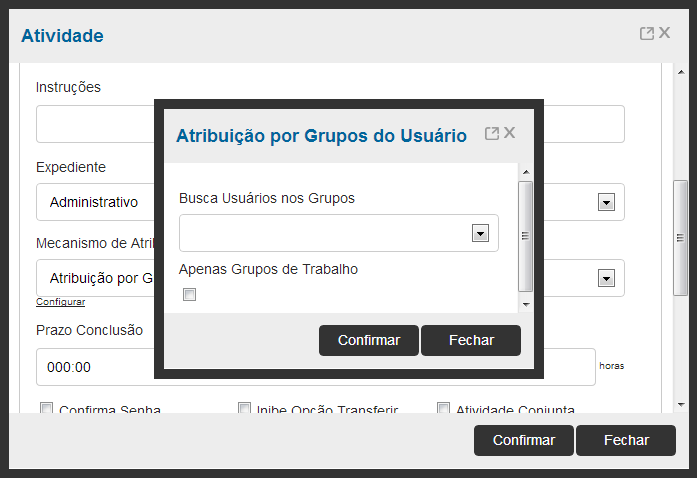 Atividade
Instruções
Expediente
Administrativo
Mecanismo de Atrib
Atribuição por G
Configurar
Prazo Conclusão
000:00
horas
Confirma Senha
Inibe Opção Transferir
Atividade Conjunta
Confirmar
Fechar
Atribuição por Grupos do Usuário
Busca Usuários nos Grupos
Apenas Grupos de Trabalho
Confirmar
Fechar